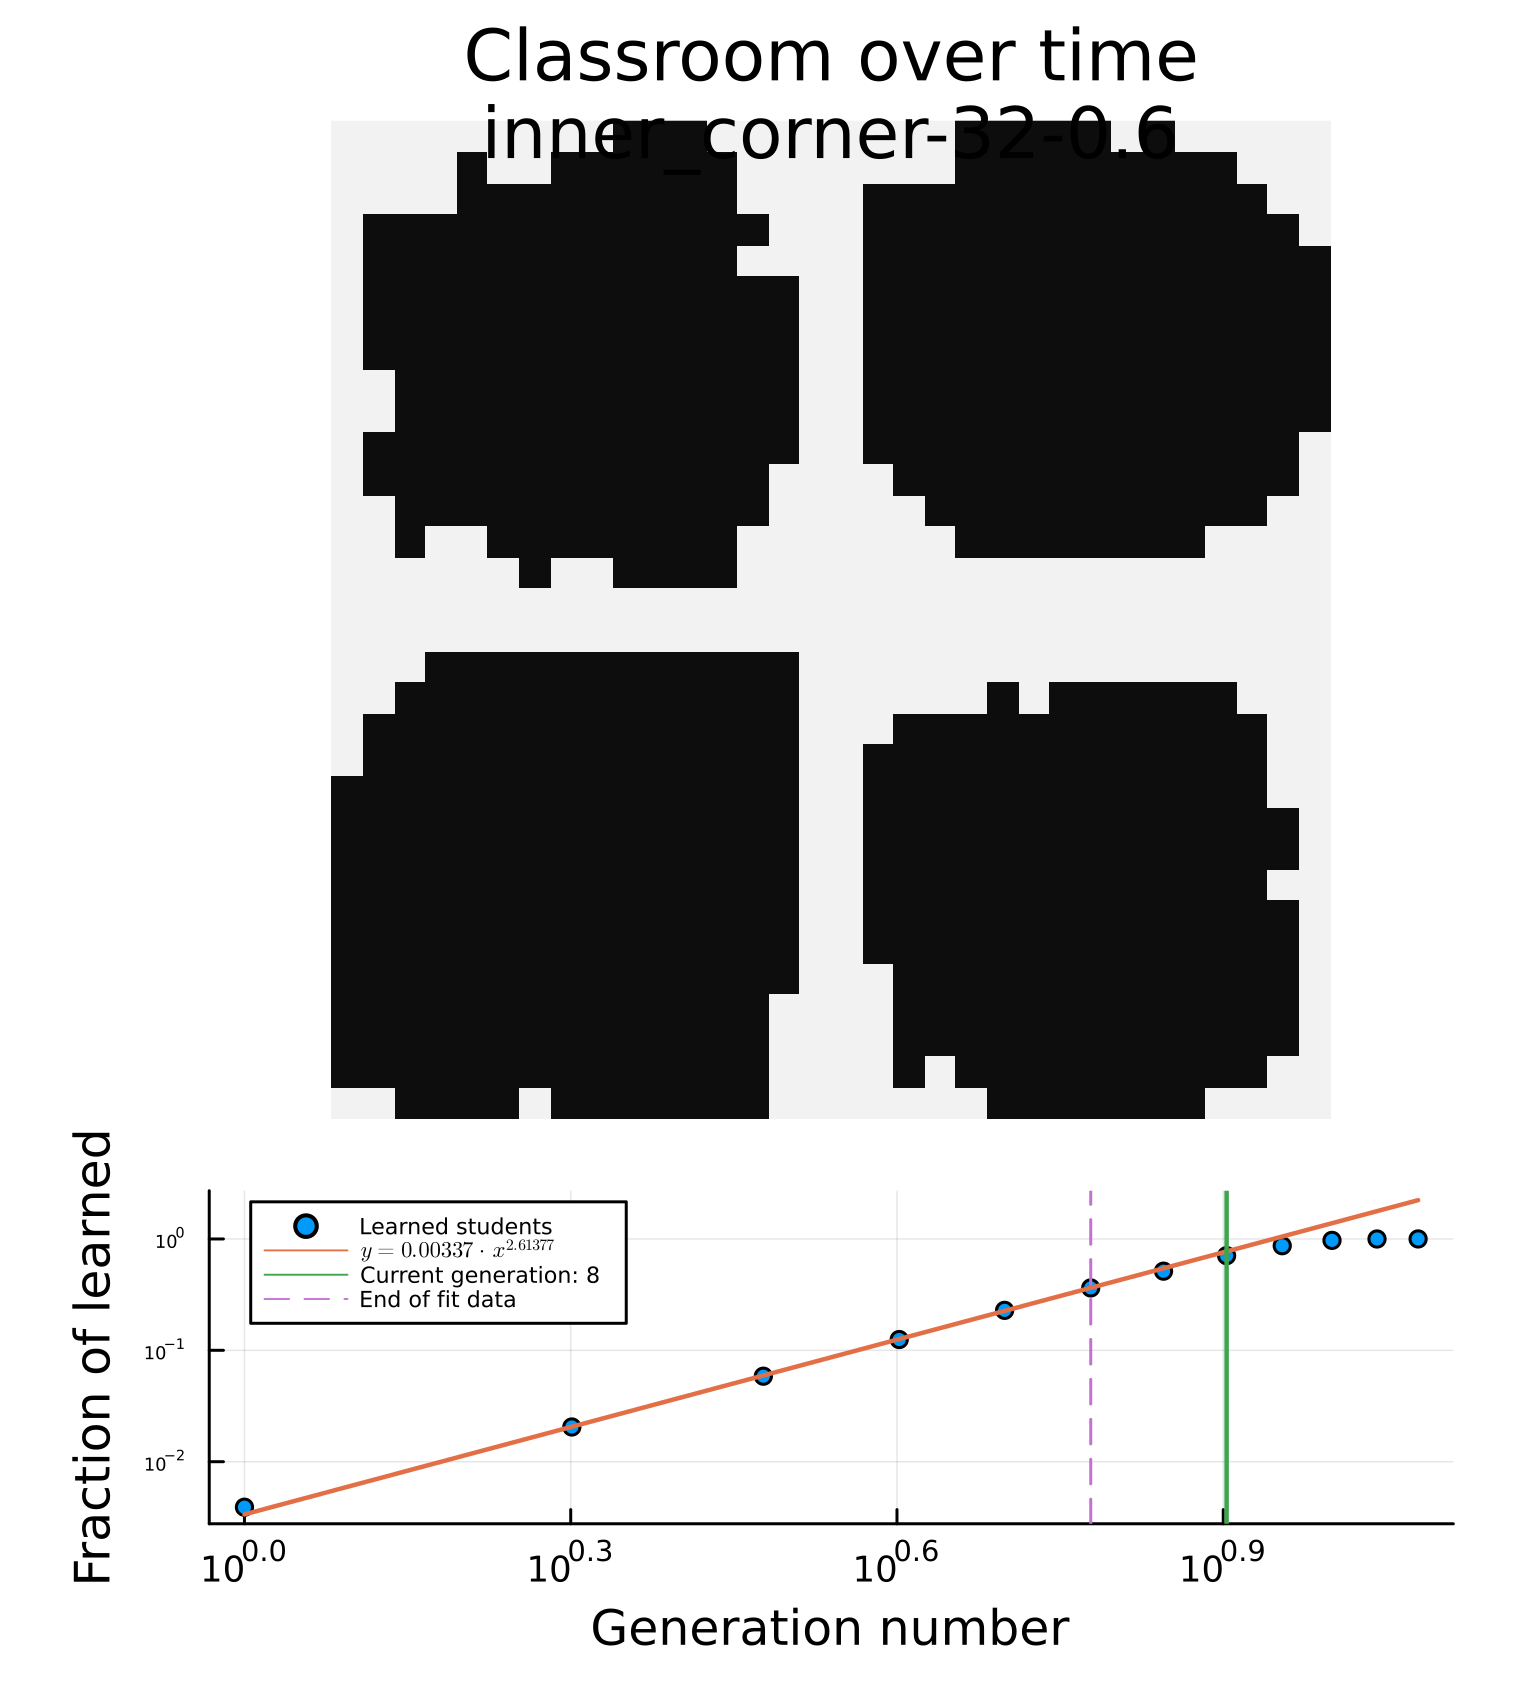 Classroom over time
inner_corner-32-0.6
Fraction of learned
10^0
10^−1
10^−2
Learned students
y = 0.00337 · x^2.61377
Current generation: 8
End of fit data
10^0.0 10^0.3 10^0.6 10^0.9
Generation number